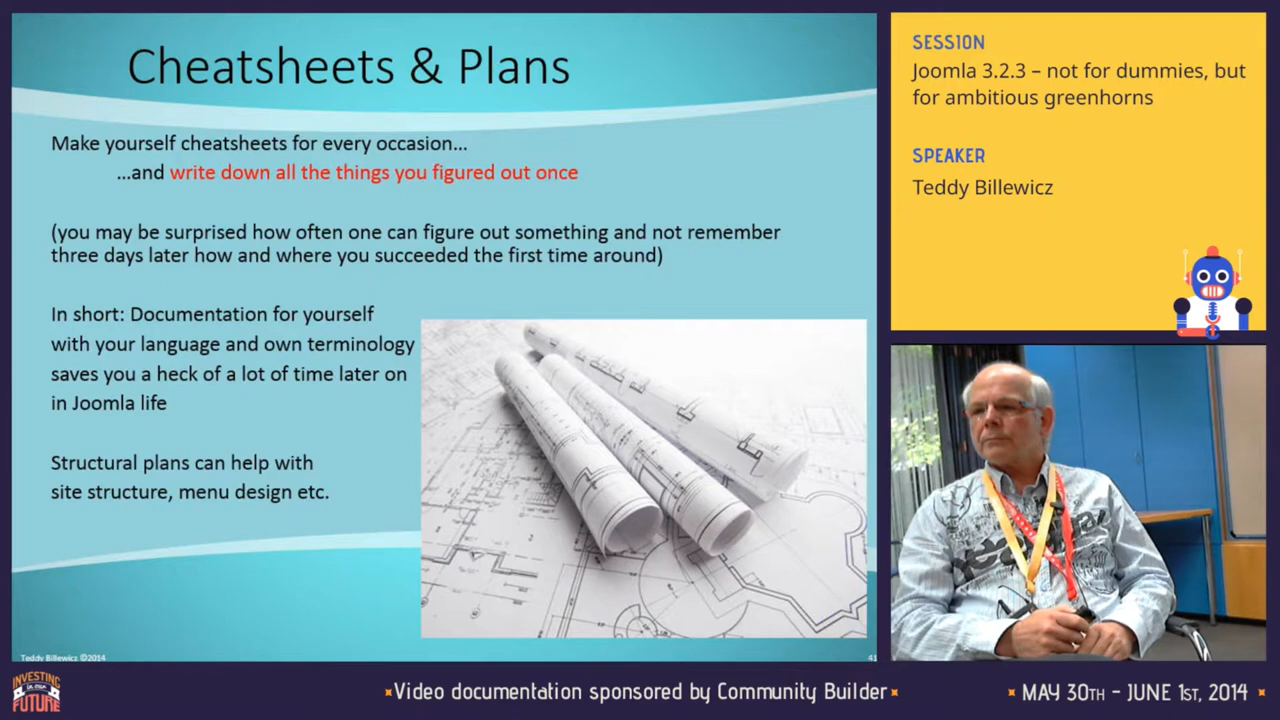 Cheatsheets & Plans
Make yourself cheatsheets for every occasion...
...and write down all the things you figured out once
(you may be surprised how often one can figure out something and not remember
three days later how and where you succeeded the first time around)
In short: Documentation for yourself
with your language and own terminology
saves you a heck of a lot of time later on
in Joomla life
Structural plans can help with
site structure, menu design etc.
Teddy Billewicz ©2014
41
SESSION
Joomla 3.2.3 – not for dummies, but
for ambitious greenhorns
SPEAKER
Teddy Billewicz
INVESTING
in our
FUTURE
Video documentation sponsored by Community Builder
MAY 30TH - JUNE 1ST, 2014